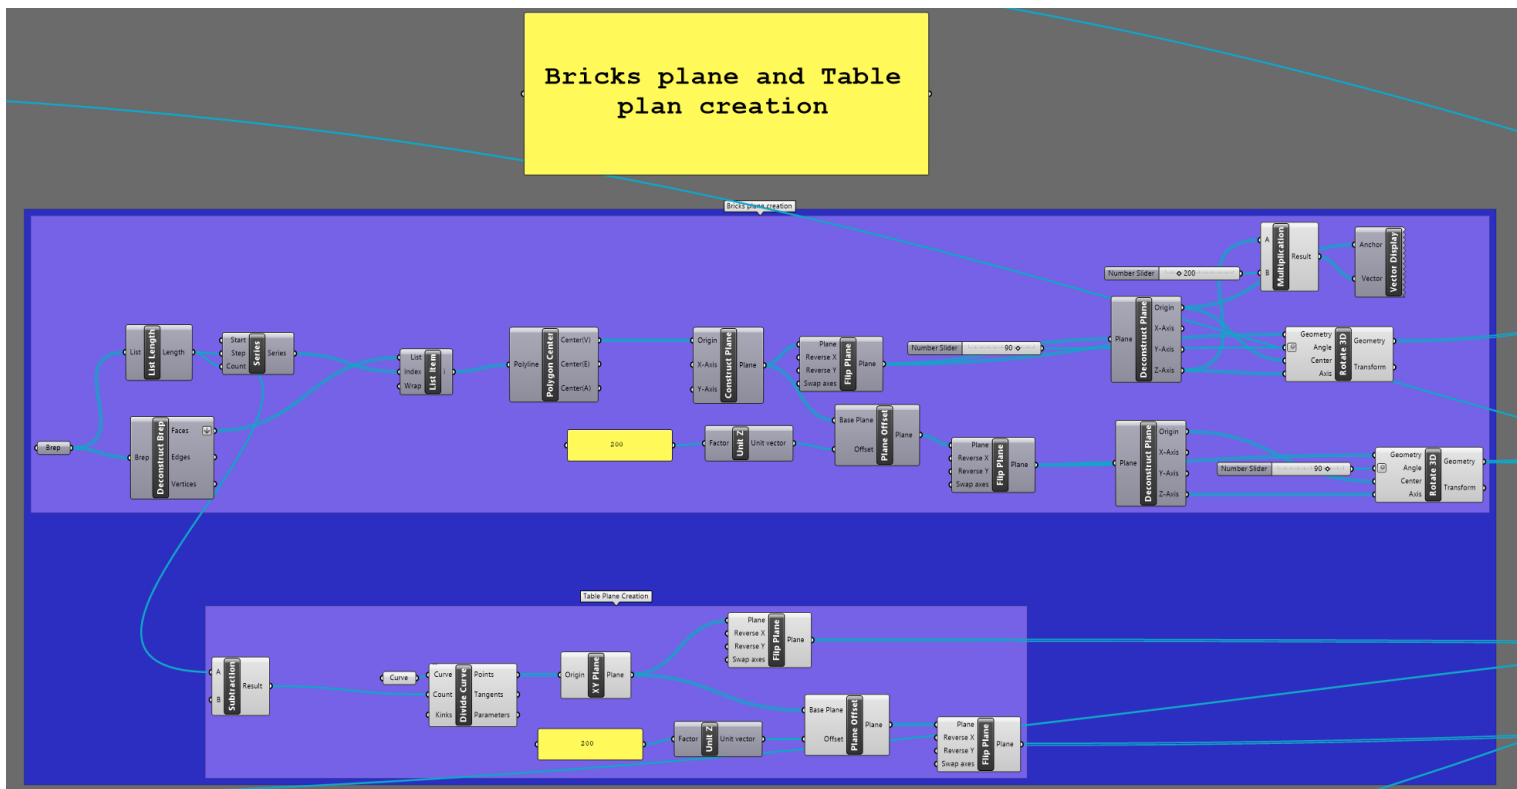 Bricks plane and Table
plan creation
Bricks plane creation
List
List Length
Length
Start
Step
Count
Series
Series
Brep
Brep
Deconstruct Brep
Faces
Edges
Vertices
List
Index
Wrap
List Item
i
Polyline
Polygon Center
Center(V)
Center(E)
Center(A)
Origin
X-Axis
Y-Axis
Construct Plane
Plane
Plane
Reverse X
Reverse Y
Swap axes
Flip Plane
Plane
200
Factor
Unit Z
Unit vector
Base Plane
Offset
Plane Offset
Plane
Plane
Reverse X
Reverse Y
Swap axes
Flip Plane
Plane
Number Slider
90
Number Slider
200
A
B
Multiplication
Result
Anchor
Vector
Vector Display
Plane
Deconstruct Plane
Origin
X-Axis
Y-Axis
Z-Axis
Geometry
Angle
Center
Axis
Rotate 3D
Geometry
Transform
Plane
Deconstruct Plane
Origin
X-Axis
Y-Axis
Z-Axis
Number Slider
90
Geometry
Angle
Center
Axis
Rotate 3D
Geometry
Transform
Table Plane Creation
A
B
Subtraction
Result
Curve
Curve
Count
Kinks
Divide Curve
Points
Tangents
Parameters
Origin
XY Plane
Plane
Plane
Reverse X
Reverse Y
Swap axes
Flip Plane
Plane
200
Factor
Unit Z
Unit vector
Base Plane
Offset
Plane Offset
Plane
Plane
Reverse X
Reverse Y
Swap axes
Flip Plane
Plane